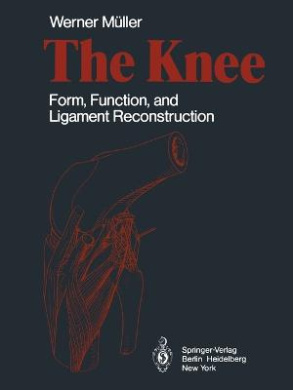 Werner Müller
The Knee
Form, Function, and
Ligament Reconstruction
Springer-Verlag
Berlin Heidelberg
New York